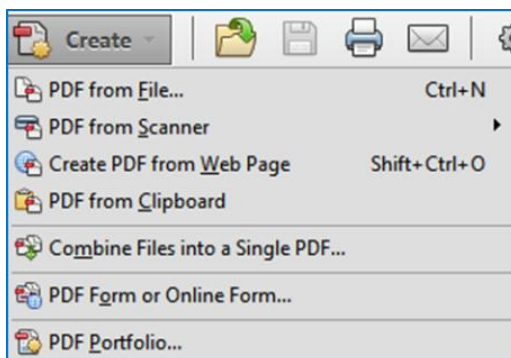 Create
PDF from File... Ctrl+N
PDF from Scanner
Create PDF from Web Page Shift+Ctrl+O
PDF from Clipboard
Combine Files into a Single PDF...
PDF Form or Online Form...
PDF Portfolio...